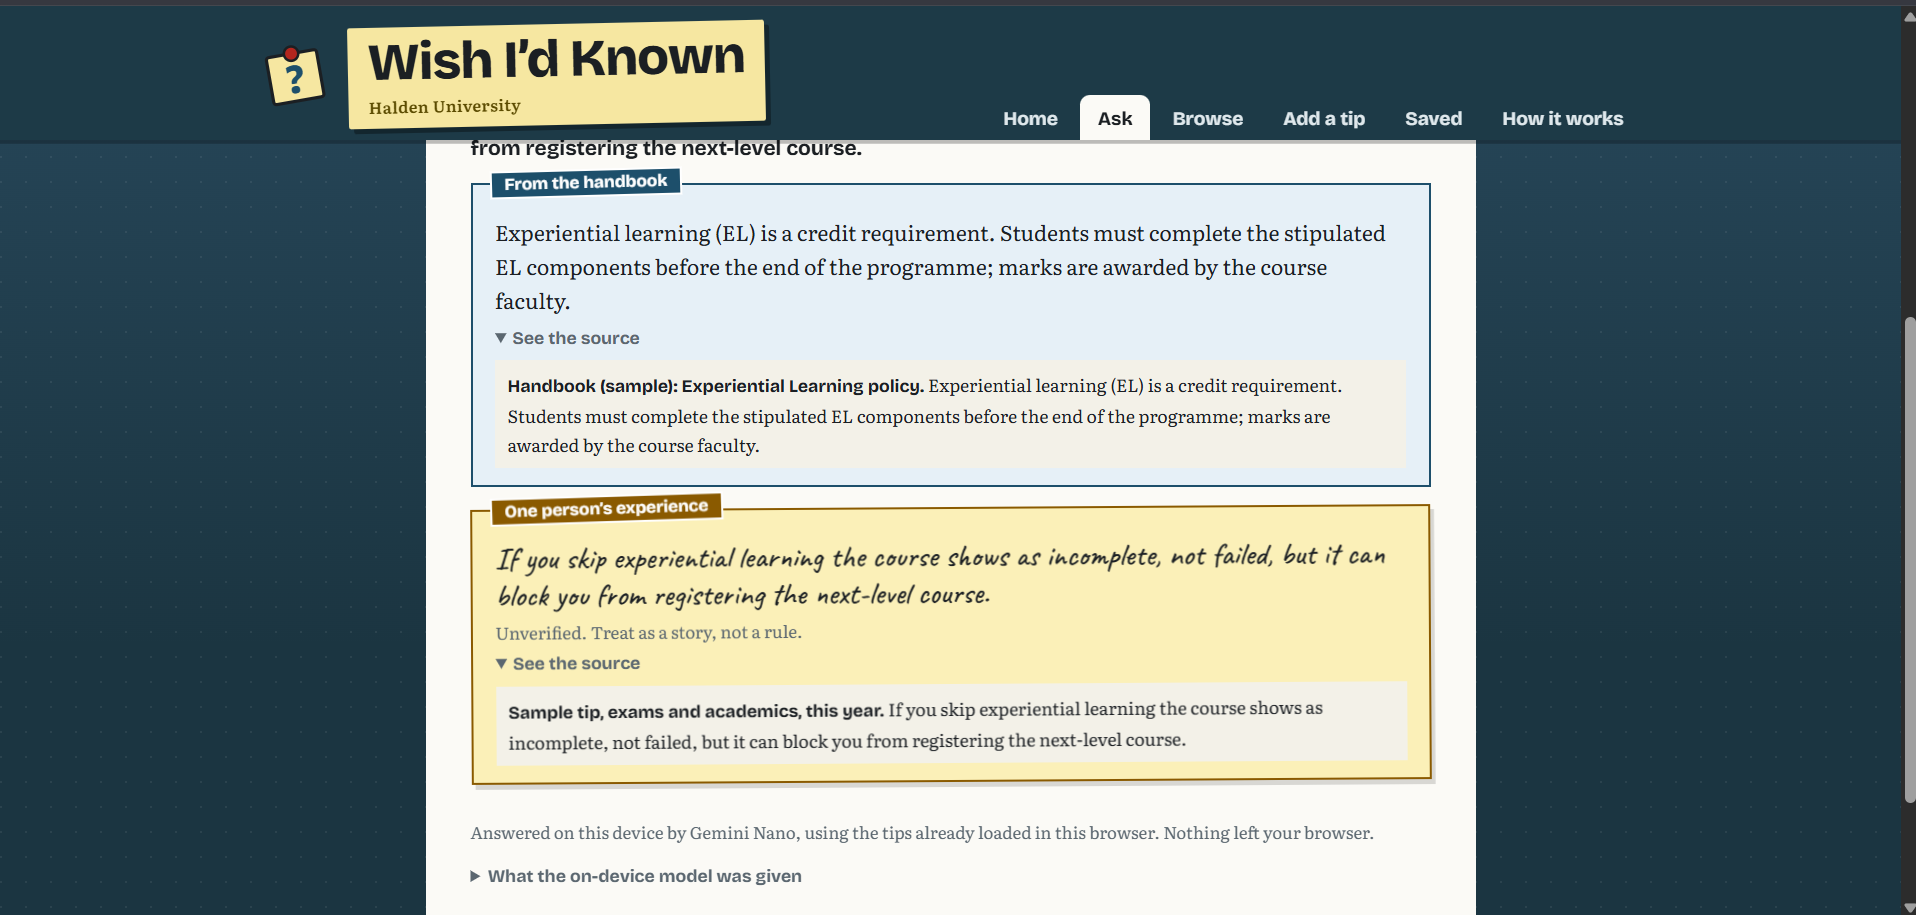 ?
Wish I'd Known
Halden University
Home Ask Browse Add a tip Saved How it works
from registering the next-level course.
From the handbook
Experiential learning (EL) is a credit requirement. Students must complete the stipulated
EL components before the end of the programme; marks are awarded by the course
faculty.
▼ See the source
Handbook (sample): Experiential Learning policy. Experiential learning (EL) is a credit requirement.
Students must complete the stipulated EL components before the end of the programme; marks are
awarded by the course faculty.
One person's experience
If you skip experiential learning the course shows as incomplete, not failed, but it can
block you from registering the next-level course.
Unverified. Treat as a story, not a rule.
▼ See the source
Sample tip, exams and academics, this year. If you skip experiential learning the course shows as
incomplete, not failed, but it can block you from registering the next-level course.
Answered on this device by Gemini Nano, using the tips already loaded in this browser. Nothing left your browser.
▶ What the on-device model was given